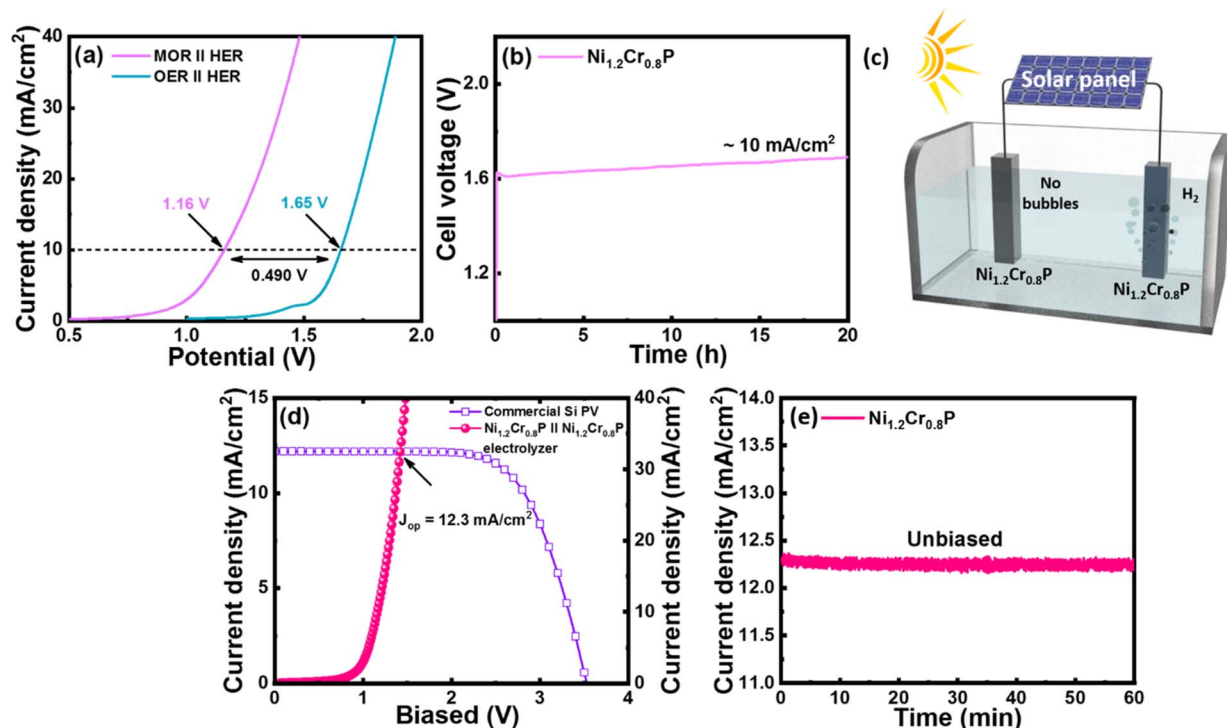 (a)
MOR II HER
OER II HER
1.16 V
1.65 V
0.490 V
40
30
20
10
0
0.5
1.0
1.5
2.0
Current density (mA/cm²)
Potential (V)
(b)
Ni₁.₂Cr₀.₈P
~ 10 mA/cm²
2.0
1.6
1.2
0
5
10
15
20
Cell voltage (V)
Time (h)
(c)
Solar panel
No
bubbles
H₂
Ni₁.₂Cr₀.₈P
Ni₁.₂Cr₀.₈P
(d)
Commercial Si PV
Ni₁.₂Cr₀.₈P II Ni₁.₂Cr₀.₈P
electrolyzer
Jₒₚ = 12.3 mA/cm²
15
10
5
0
40
30
20
10
0
0
1
2
3
4
Current density (mA/cm²)
Current density (mA/cm²)
Biased (V)
(e)
Ni₁.₂Cr₀.₈P
Unbiased
14.0
13.5
13.0
12.5
12.0
11.5
11.0
0
10
20
30
40
50
60
Current density (mA/cm²)
Time (min)